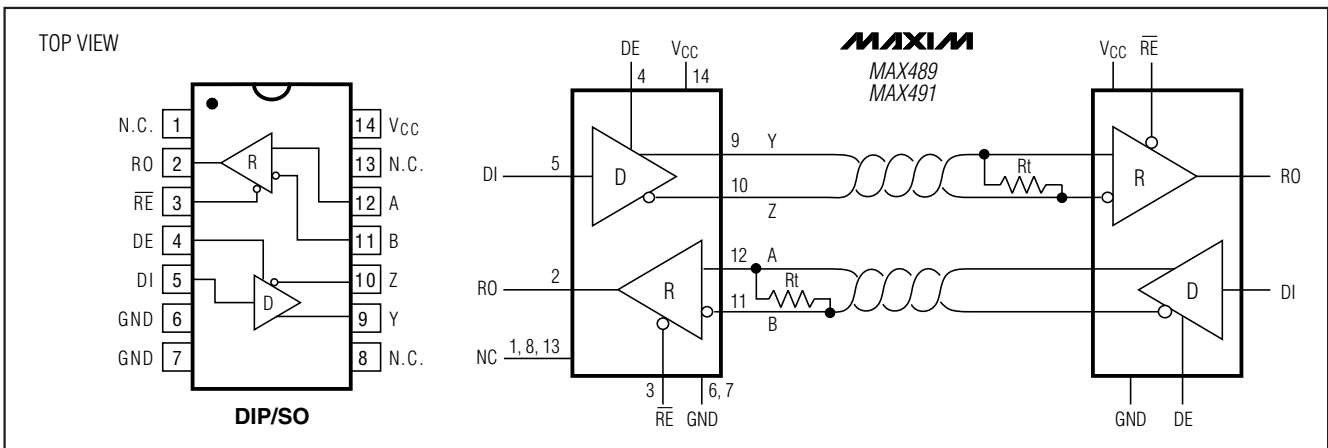 TOP VIEW
N.C. 1
RO 2
RE 3
DE 4
DI 5
GND 6
GND 7
14 VCC
13 N.C.
12 A
11 B
10 Z
9 Y
8 N.C.
R
D
DIP/SO
MAXIM
MAX489
MAX491
DE
4
VCC
14
DI
5
D
9 Y
10
Z
Rt
RO
2
R
12 A
11
B
Rt
NC
1, 8, 13
3
RE
6, 7
GND
VCC
RE
R
RO
D
DI
GND
DE